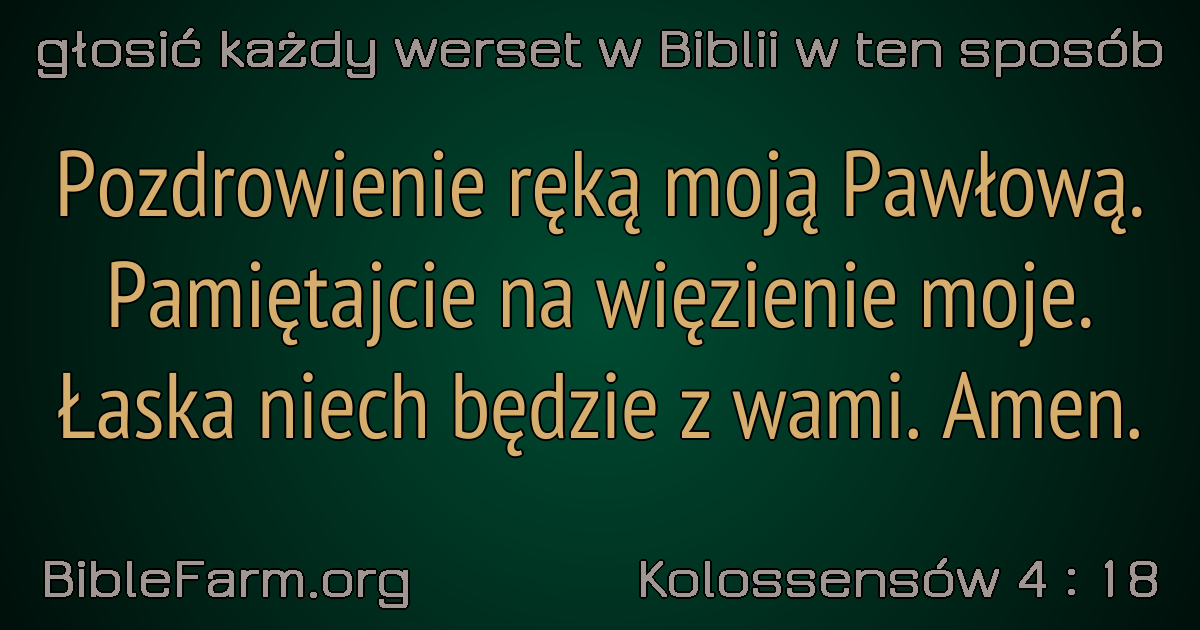 głosić każdy werset w Biblii w ten sposób
Pozdrowienie ręką moją Pawłową.
Pamiętajcie na więzienie moje.
Łaska niech będzie z wami. Amen.
BibleFarm.org
Kolossensów 4 : 18